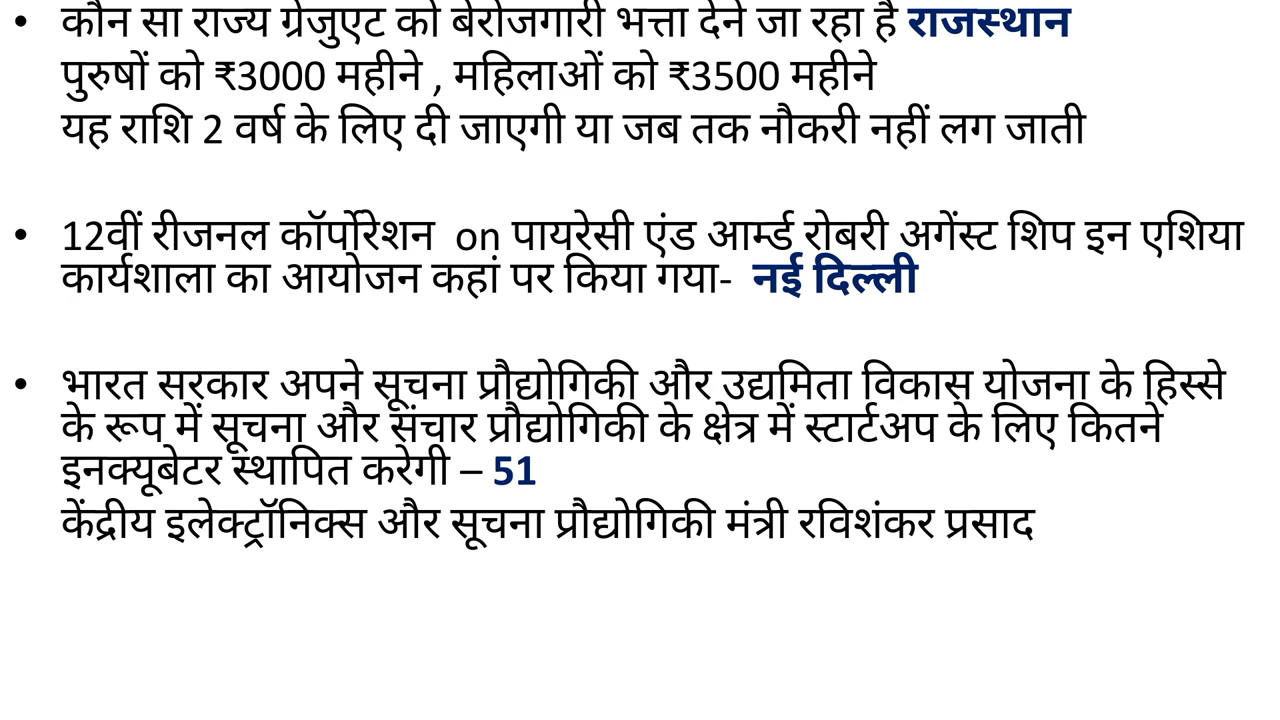 • कौन सा राज्य ग्रेजुएट को बेरोजगारी भत्ता देने जा रहा है राजस्थान
पुरुषों को ₹3000 महीने , महिलाओं को ₹3500 महीने
यह राशि 2 वर्ष के लिए दी जाएगी या जब तक नौकरी नहीं लग जाती
• 12वीं रीजनल कॉर्पोरेशन on पायरेसी एंड आर्म्ड रोबरी अगेंस्ट शिप इन एशिया
कार्यशाला का आयोजन कहां पर किया गया- नई दिल्ली
• भारत सरकार अपने सूचना प्रौद्योगिकी और उद्यमिता विकास योजना के हिस्से
के रूप में सूचना और संचार प्रौद्योगिकी के क्षेत्र में स्टार्टअप के लिए कितने
इनक्यूबेटर स्थापित करेगी – 51
केंद्रीय इलेक्ट्रॉनिक्स और सूचना प्रौद्योगिकी मंत्री रविशंकर प्रसाद